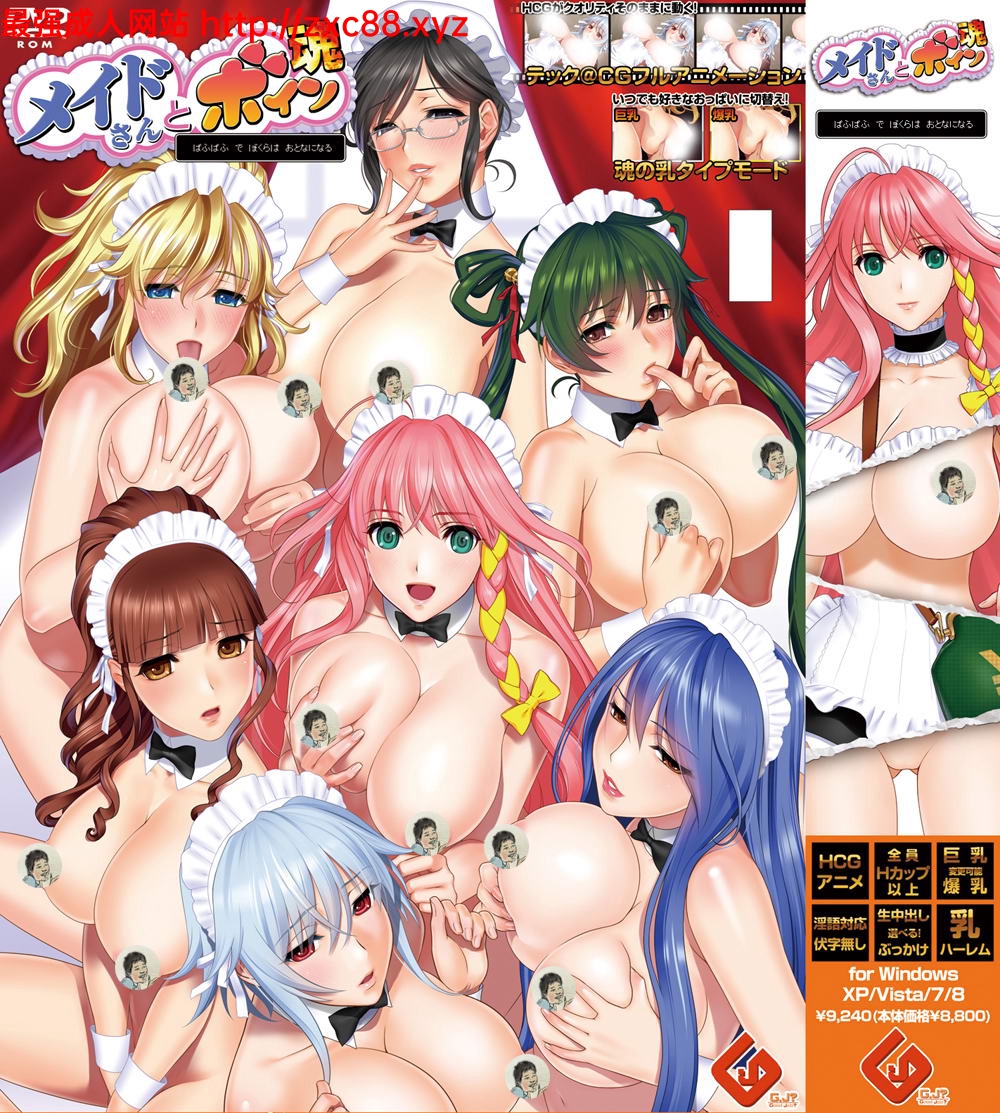 最强成人网站 http://zxc88.xyz
ROM
メイドさんとボイン魂
ぱふぱふ で ぼくらは おとなになる
HCGがクオリティそのままに動く!
テック@CGフルアニメーション
いつでも好きなおっぱいに切替え!
巨乳
爆乳
魂の乳タイプモード
メイドさんとボイン魂
ぱふぱふ で ぼくらは おとなになる
HCG
アニメ
全員
Hカップ
以上
巨乳
変更可能
爆乳
淫語対応
伏字無し
生中出し
選べる!
ぶっかけ
乳
ハーレム
for Windows
XP/Vista/7/8
¥9,240(本体価格¥8,800)
G.J?
G.J?